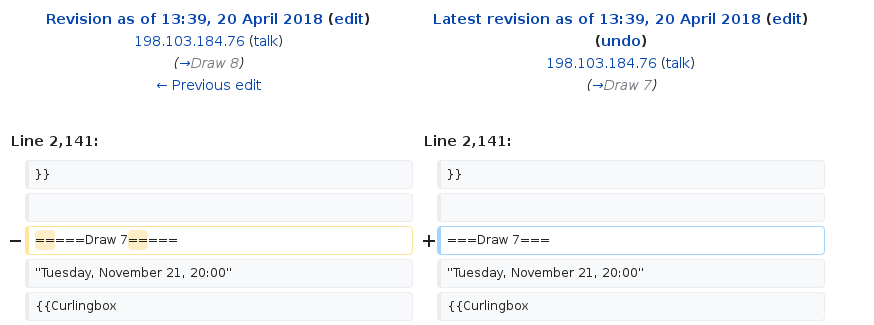 Revision as of 13:39, 20 April 2018 (edit)
198.103.184.76 (talk)
(→Draw 8)
← Previous edit
Latest revision as of 13:39, 20 April 2018 (edit)
(undo)
198.103.184.76 (talk)
(→Draw 7)
Line 2,141:
Line 2,141:
}}
}}
− =====Draw 7=====
+ ===Draw 7===
"Tuesday, November 21, 20:00"
"Tuesday, November 21, 20:00"
{{Curlingbox
{{Curlingbox